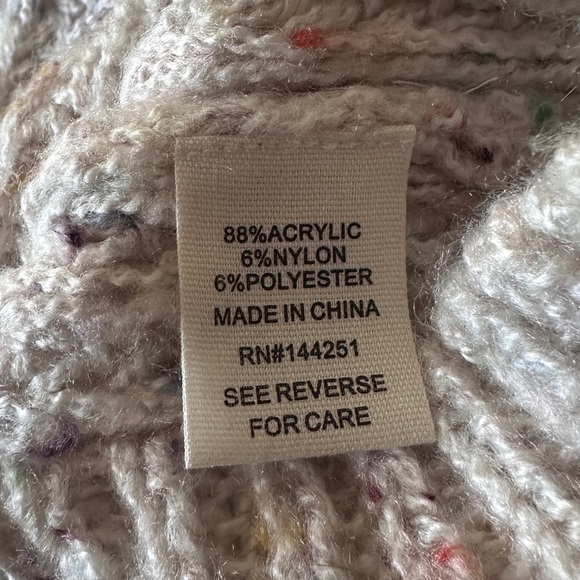 88%ACRYLIC
6%NYLON
6%POLYESTER
MADE IN CHINA
RN#144251
SEE REVERSE
FOR CARE